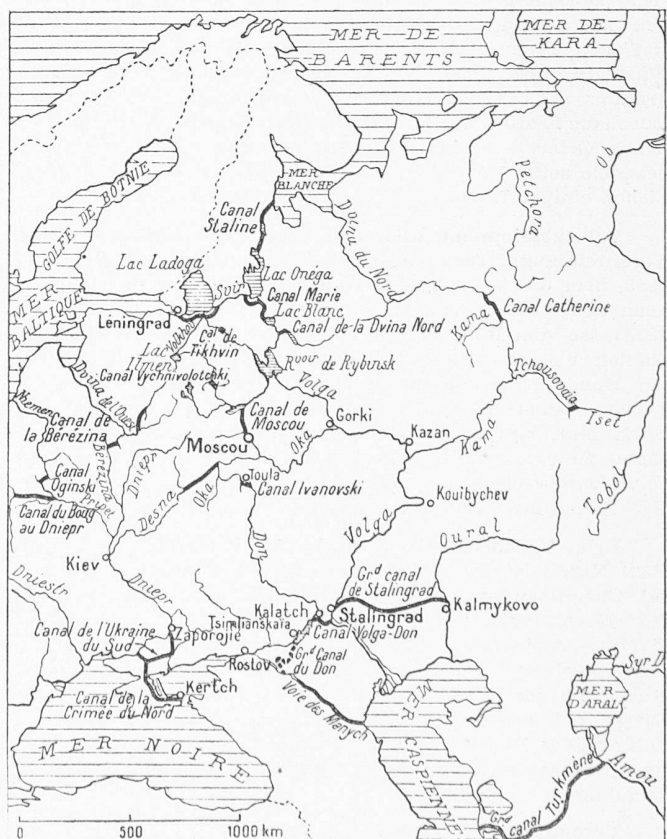 MER DE
BARENTS
MER DE
KARA
GOLFE DE BOTNIE
MER
BLANCHE
Canal
Staline
Dvina du Nord
Petchora
Ob
Lac Ladoga
Svir
Lac Onéga
Canal Marie
Lac Blanc
Canal de la Dvina Nord
Canal Catherine
Kama
MER
BALTIQUE
Léningrad
Volkhov
Cal de
Tikhvin
Lac
Ilmen
Canal Vychnivolotchki
Rvoir de Rybinsk
Tchousovaïa
Iset
Tobol
Niemen
Dvina de l'Ouest
Canal de
la Bérézina
Bérézina
Canal
Oginski
Pripet
Canal du Boug
au Dniepr
Dniepr
Desna
Moscou
Canal de
Moscou
Oka
Volga
Gorki
Kazan
Kama
Oka
Toula
Canal Ivanovski
Kouibychev
Volga
Oural
Don
Kiev
Dniestr
Dniepr
Grd canal
de Stalingrad
Kalatch
Stalingrad
Kalmykovo
Canal Volga-Don
Tsimlianskaïa
Grd Canal
du Don
Rostov
Voie des Manych
Canal de l'Ukraine
du Sud
Zaporojié
Kertch
Canal de la
Crimée du Nord
MER NOIRE
MER CASPIENNE
MER
D'ARAL
Syr D
Amou
Grd Canal Turkmène
0 500 1000 km